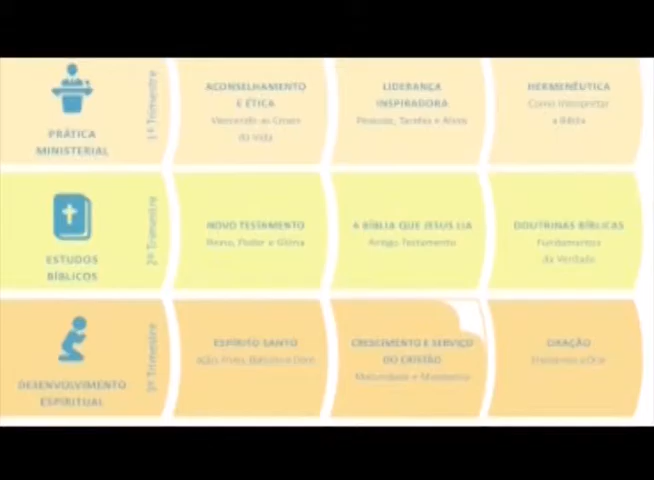 PRÁTICA
MINISTERIAL
1º Trimestre
ACONSELHAMENTO
E ÉTICA
Vencendo as Crises
da Vida
LIDERANÇA
INSPIRADORA
Pessoas, Tarefas e Alvos
HERMENÊUTICA
Como Interpretar
a Bíblia
ESTUDOS
BÍBLICOS
2º Trimestre
NOVO TESTAMENTO
Reino, Poder e Glória
A BÍBLIA QUE JESUS LIA
Antigo Testamento
DOUTRINAS BÍBLICAS
Fundamentos
da Verdade
DESENVOLVIMENTO
ESPIRITUAL
3º Trimestre
ESPÍRITO SANTO
e Dons
CRESCIMENTO E SERVIÇO
DO CRISTÃO
Maturidade e
ORAÇÃO